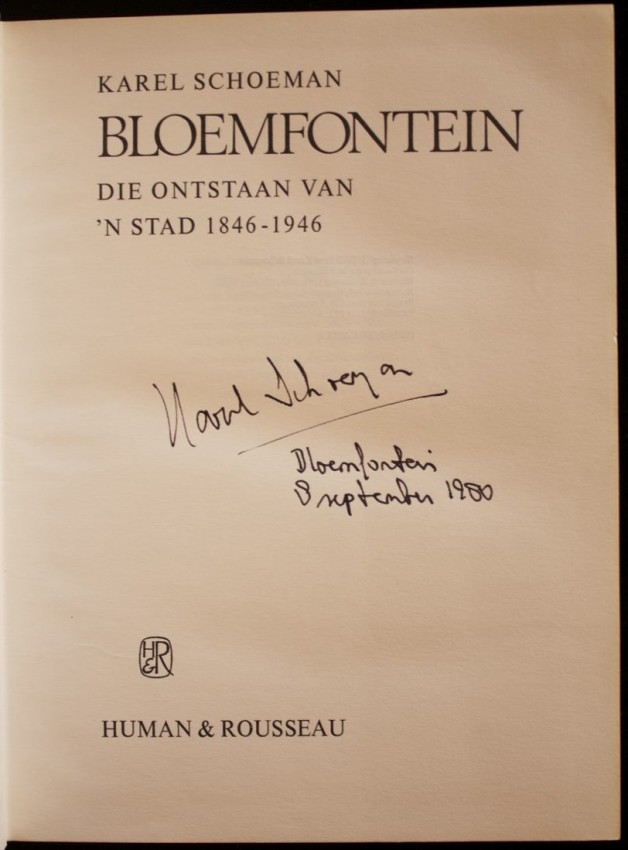 KAREL SCHOEMAN
BLOEMFONTEIN
DIE ONTSTAAN VAN
'N STAD 1846-1946
Karel Schoeman
Bloemfontein
8 september 1980
H&R
HUMAN & ROUSSEAU